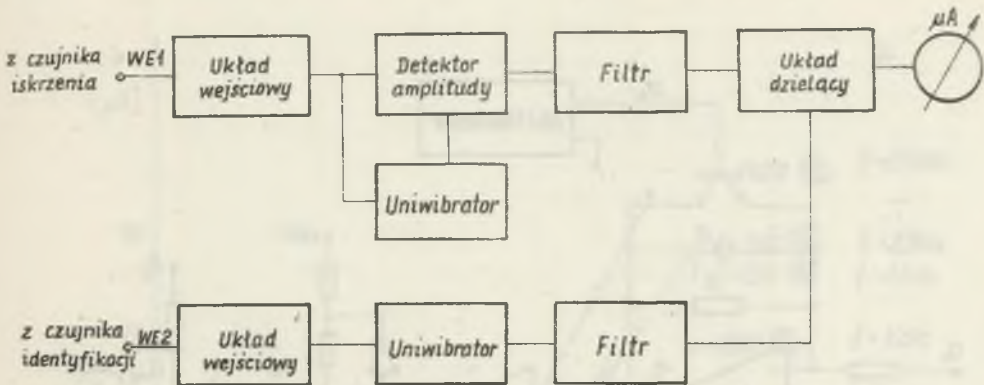 z czujnika
iskrzenia
WE1
Układ
wejściowy
Detektor
amplitudy
Filtr
Układ
dzielący
μA
Uniwibrator
z czujnika
identyfikacji
WE2
Układ
wejściowy
Uniwibrator
Filtr